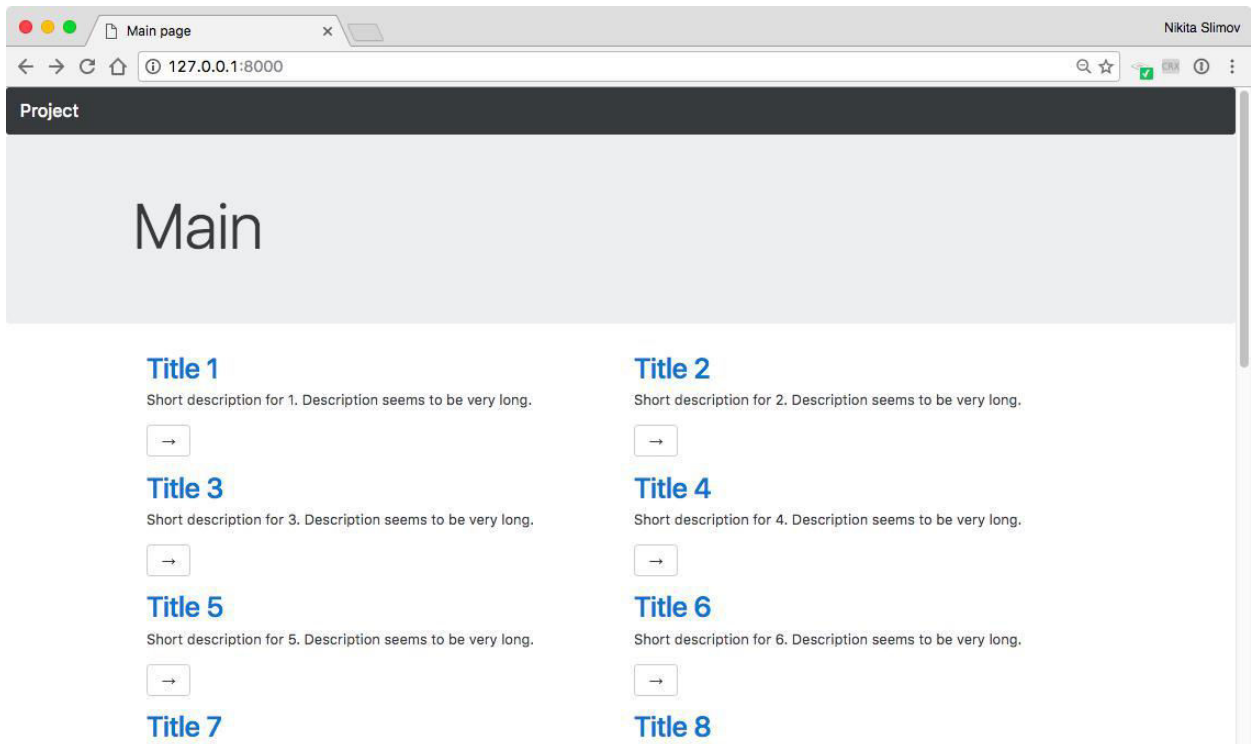 Main page
Nikita Slimov
127.0.0.1:8000
CRX
Project
Main
Title 1
Short description for 1. Description seems to be very long.
→
Title 2
Short description for 2. Description seems to be very long.
→
Title 3
Short description for 3. Description seems to be very long.
→
Title 4
Short description for 4. Description seems to be very long.
→
Title 5
Short description for 5. Description seems to be very long.
→
Title 6
Short description for 6. Description seems to be very long.
→
Title 7
Title 8